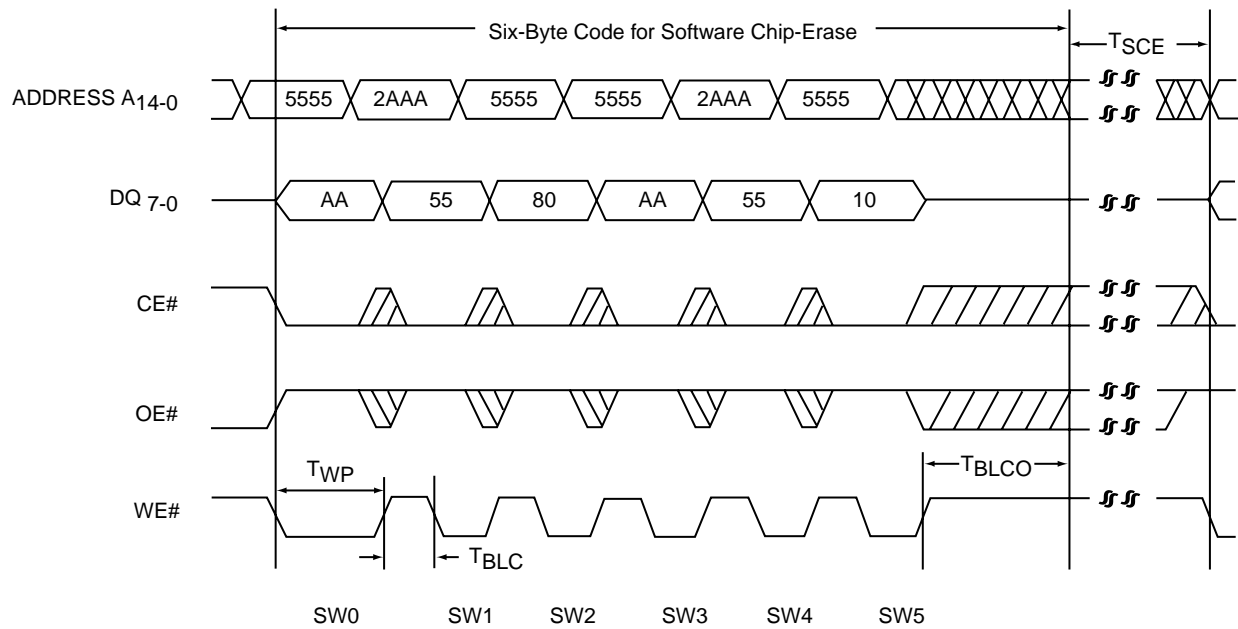 Six-Byte Code for Software Chip-Erase
TSCE
ADDRESS A14-0
5555 2AAA 5555 5555 2AAA 5555
DQ 7-0
AA 55 80 AA 55 10
CE#
OE#
TWP
TBLCO
WE#
TBLC
SW0 SW1 SW2 SW3 SW4 SW5